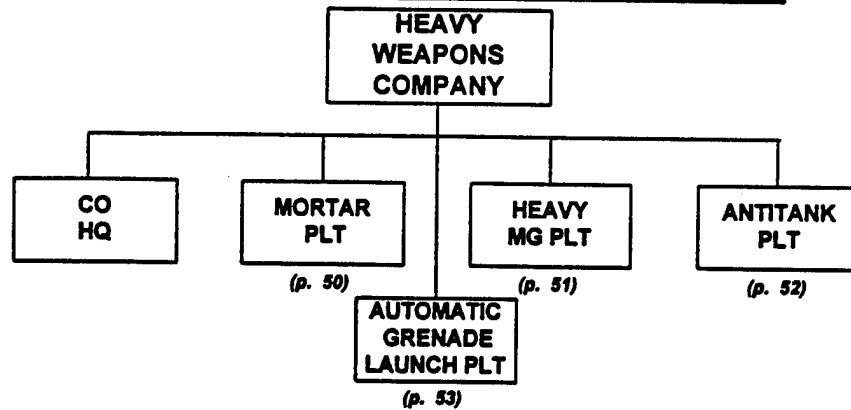 HEAVY
WEAPONS
COMPANY
CO
HQ
MORTAR
PLT
(p. 50)
HEAVY
MG PLT
(p. 51)
ANTITANK
PLT
(p. 52)
AUTOMATIC
GRENADE
LAUNCH PLT
(p. 53)